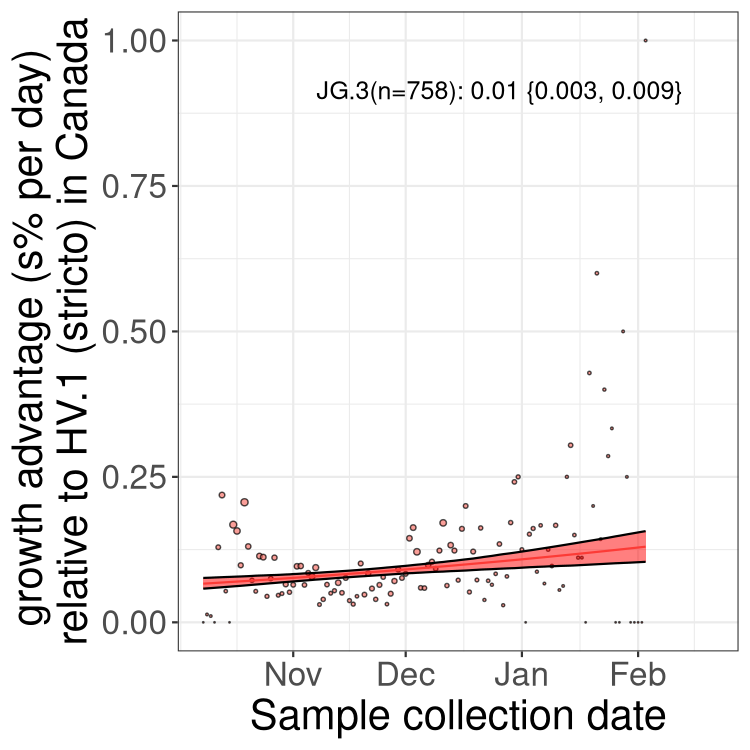 growth advantage (s% per day)
relative to HV.1 (stricto) in Canada
1.00
0.75
0.50
0.25
0.00
JG.3(n=758): 0.01 {0.003, 0.009}
Nov
Dec
Jan
Feb
Sample collection date